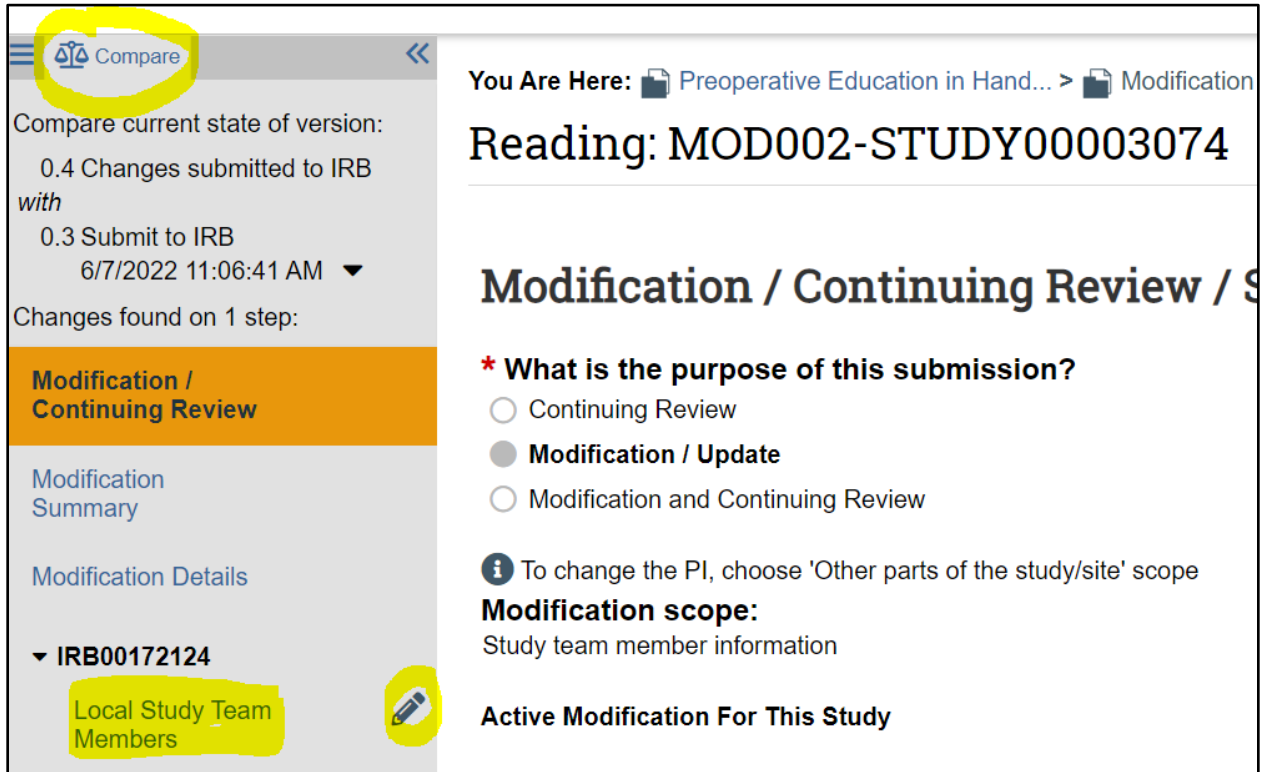 Compare
Compare current state of version:
0.4 Changes submitted to IRB
with
0.3 Submit to IRB
6/7/2022 11:06:41 AM
Changes found on 1 step:
Modification /
Continuing Review
Modification
Summary
Modification Details
IRB00172124
Local Study Team
Members
You Are Here: Preoperative Education in Hand... > Modification
Reading: MOD002-STUDY00003074
Modification / Continuing Review / S
* What is the purpose of this submission?
Continuing Review
Modification / Update
Modification and Continuing Review
To change the PI, choose 'Other parts of the study/site' scope
Modification scope:
Study team member information
Active Modification For This Study